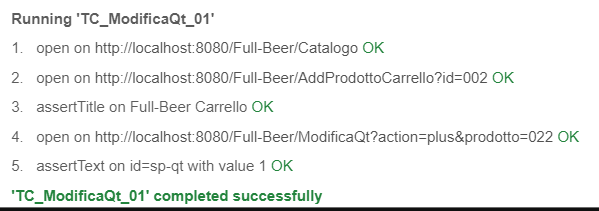 Running 'TC_ModificaQt_01'
1. open on http://localhost:8080/Full-Beer/Catalogo OK
2. open on http://localhost:8080/Full-Beer/AddProdottoCarrello?id=002 OK
3. assertTitle on Full-Beer Carrello OK
4. open on http://localhost:8080/Full-Beer/ModificaQt?action=plus&prodotto=022 OK
5. assertText on id=sp-qt with value 1 OK
'TC_ModificaQt_01' completed successfully